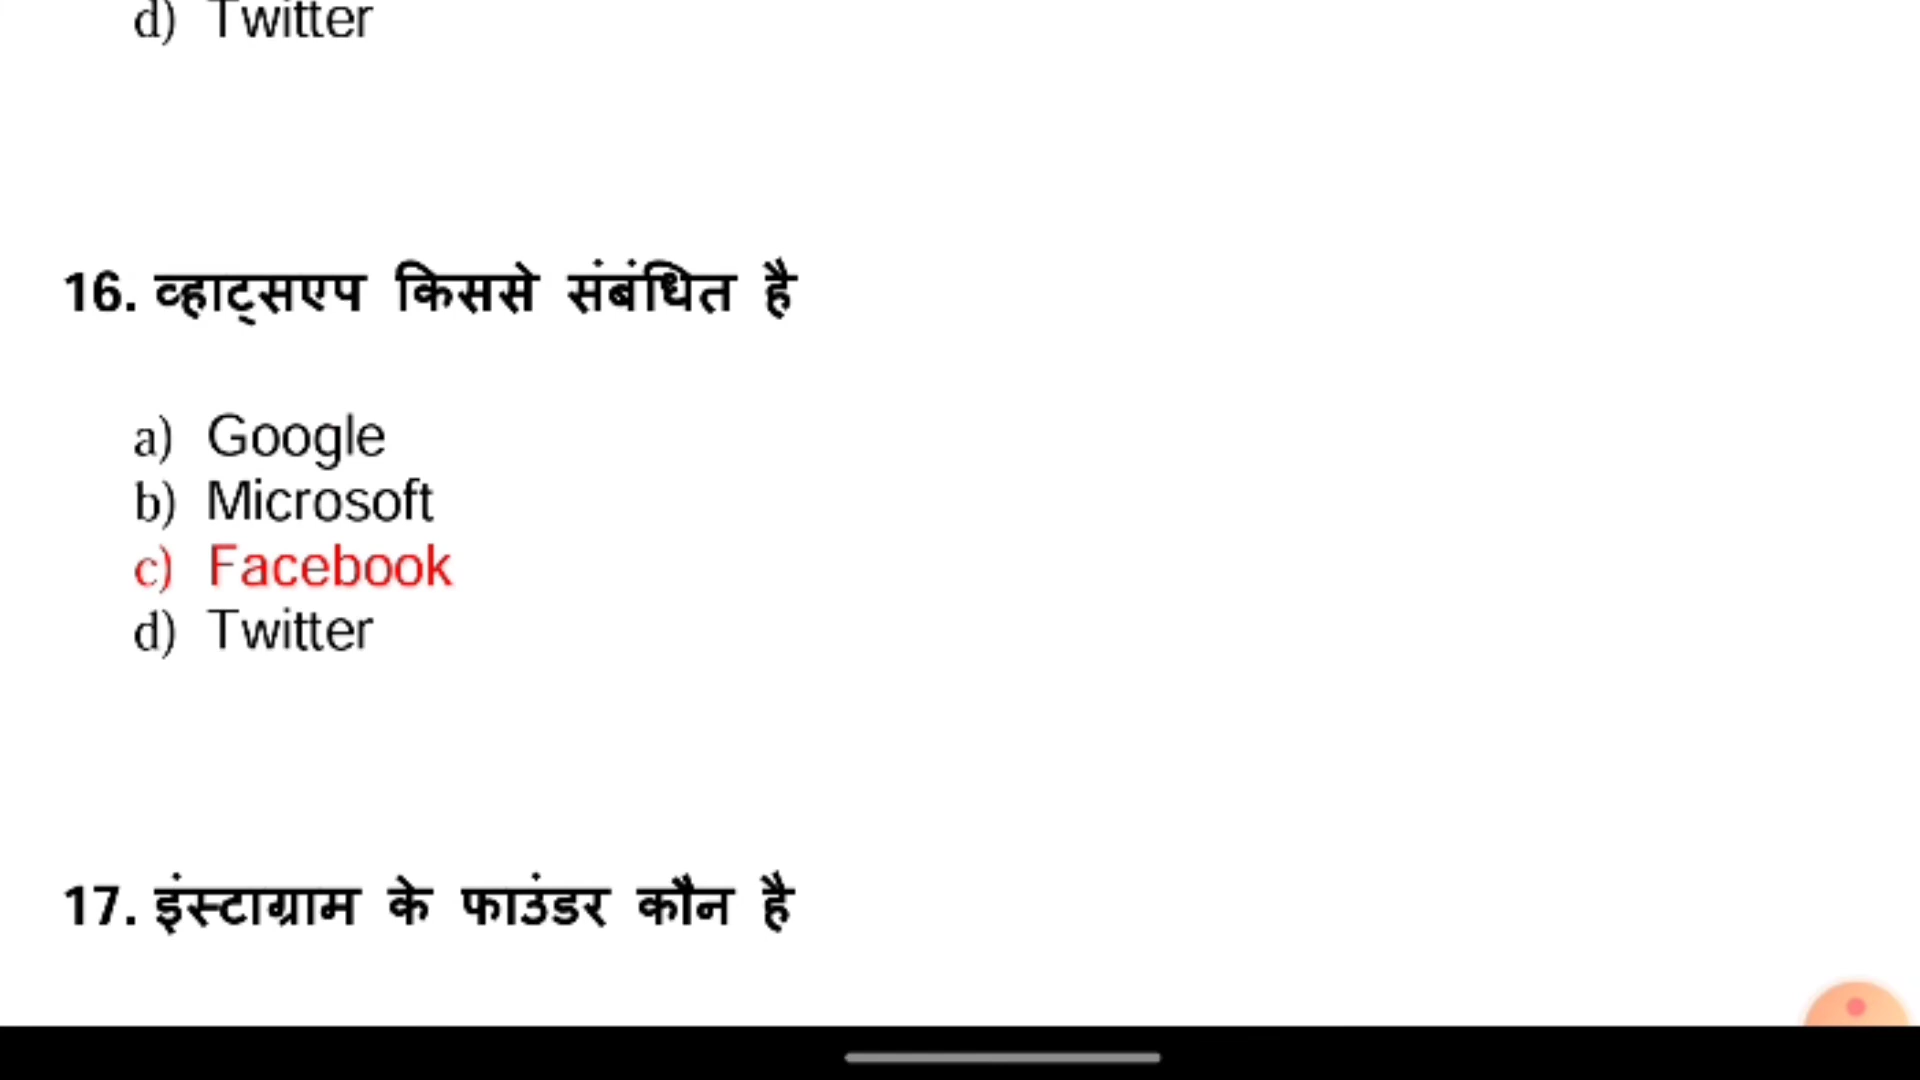 d) Twitter
16. व्हाट्सएप किससे संबंधित है
a) Google
b) Microsoft
c) Facebook
d) Twitter
17. इंस्टाग्राम के फाउंडर कौन है